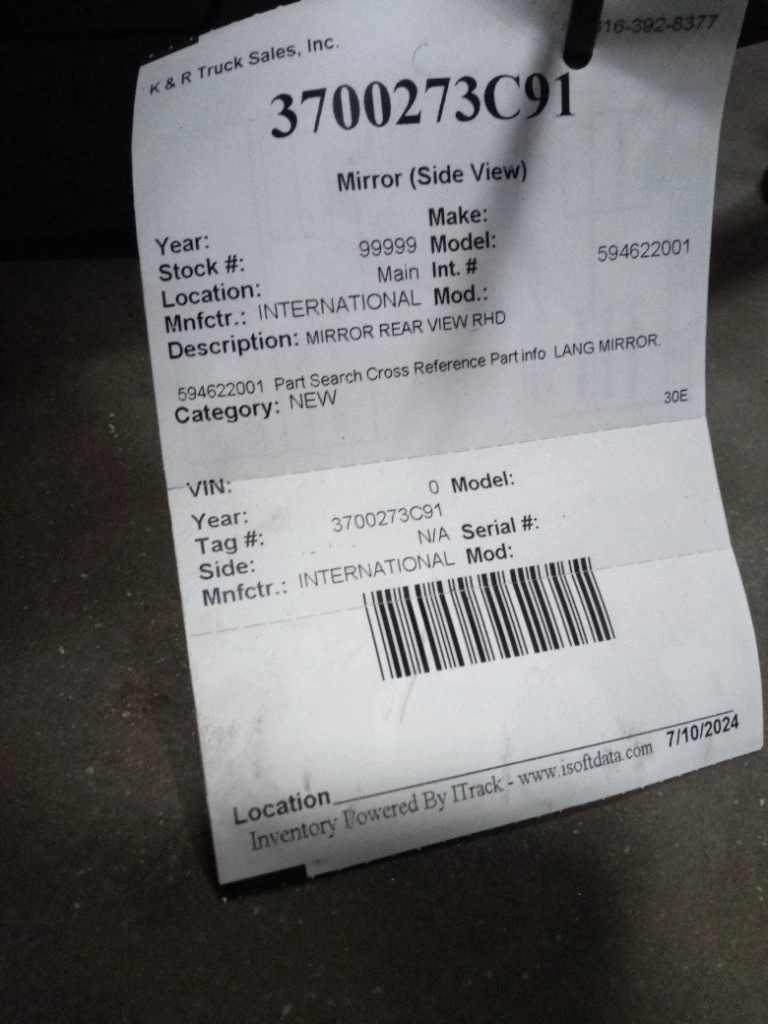 K & R Truck Sales, Inc. 616-392-8377
3700273C91
Mirror (Side View)
Make:
Year: Model:
Stock #: 99999 Int. # 594622001
Location: Main Mod.:
Mnfctr.: INTERNATIONAL
Description: MIRROR REAR VIEW RHD
594622001 Part Search Cross Reference Part info LANG MIRROR.
Category: NEW 30E
VIN:
Year: 0 Model:
Tag #: 3700273C91
Side: N/A Serial #:
Mnfctr.: INTERNATIONAL Mod:
Location
Inventory Powered By ITrack - www.isoftdata.com 7/10/2024